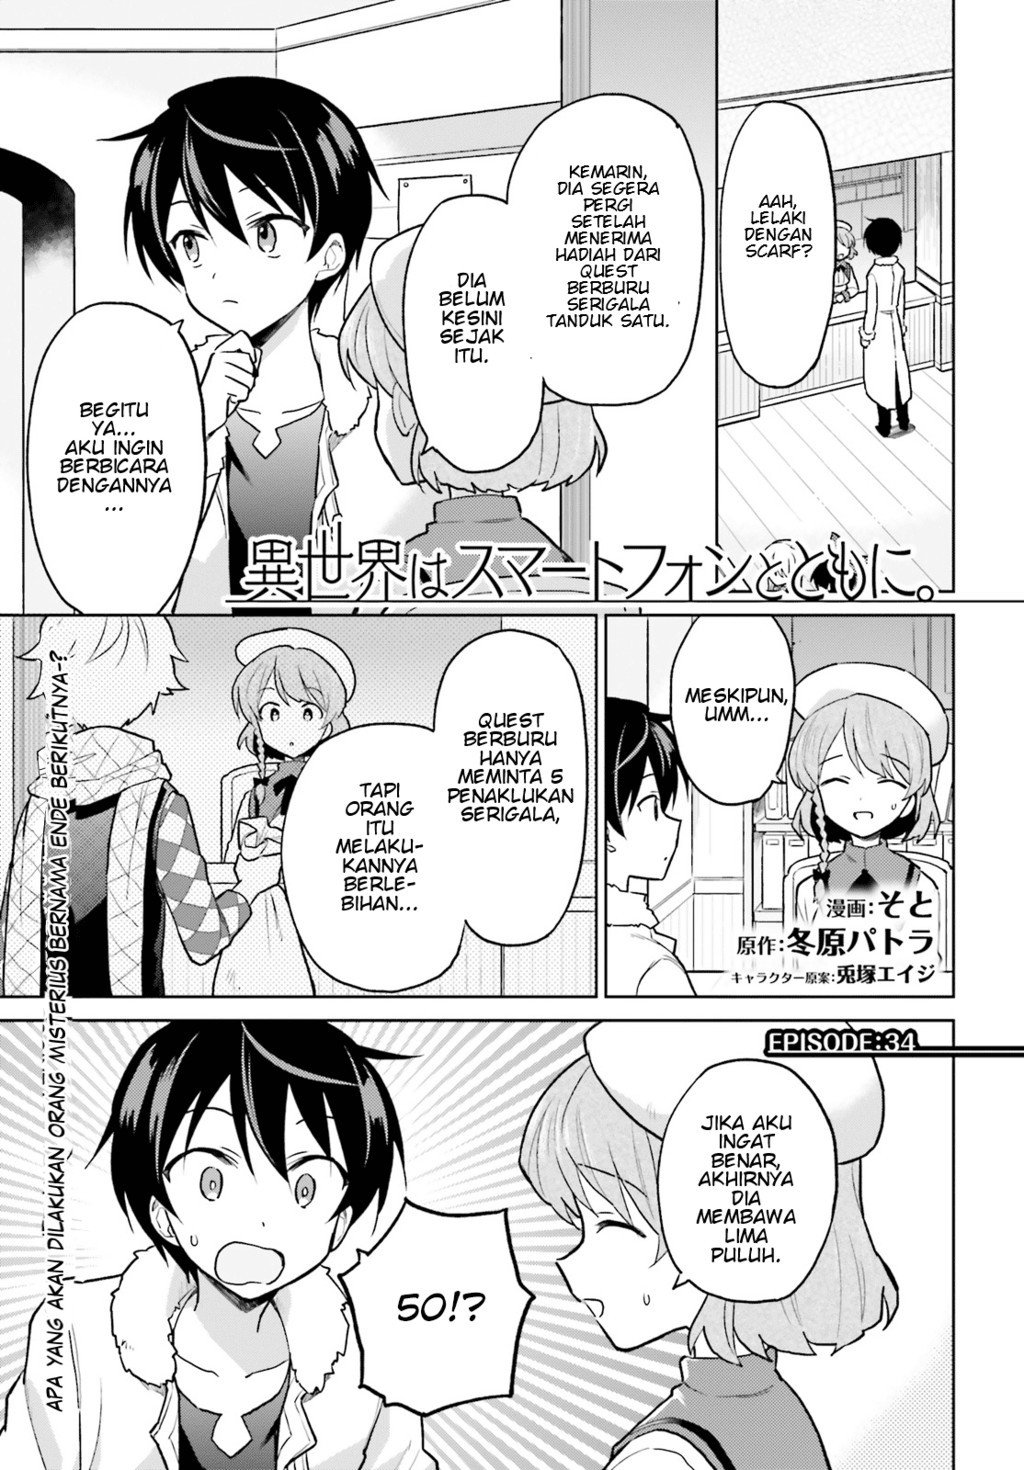 AAH,
LELAKI
DENGAN
SCARF?
KEMARIN,
DIA SEGERA
PERGI
SETELAH
MENERIMA
HADIAH DARI
QUEST
BERBURU
SERIGALA
TANDUK SATU.
DIA
BELUM
KESINI
SEJAK
ITU.
BEGITU
YA...
AKU INGIN
BERBICARA
DENGANNYA
...
異世界はスマートフォンとともに。
MESKIPUN,
UMM...
漫画:そと
原作:冬原パトラ
キャラクター原案:兎塚エイジ
QUEST
BERBURU
HANYA
MEMINTA 5
PENAKLUKAN
SERIGALA,
TAPI
ORANG
ITU
MELAKU-
KANNYA
BERLE-
BIHAN...
APA YANG AKAN DILAKUKAN ORANG MISTERIUS BERNAMA ENDE BERIKUTNYA-?
EPISODE:34
JIKA AKU
INGAT
BENAR,
AKHIRNYA
DIA
MEMBAWA
LIMA
PULUH.
50!?